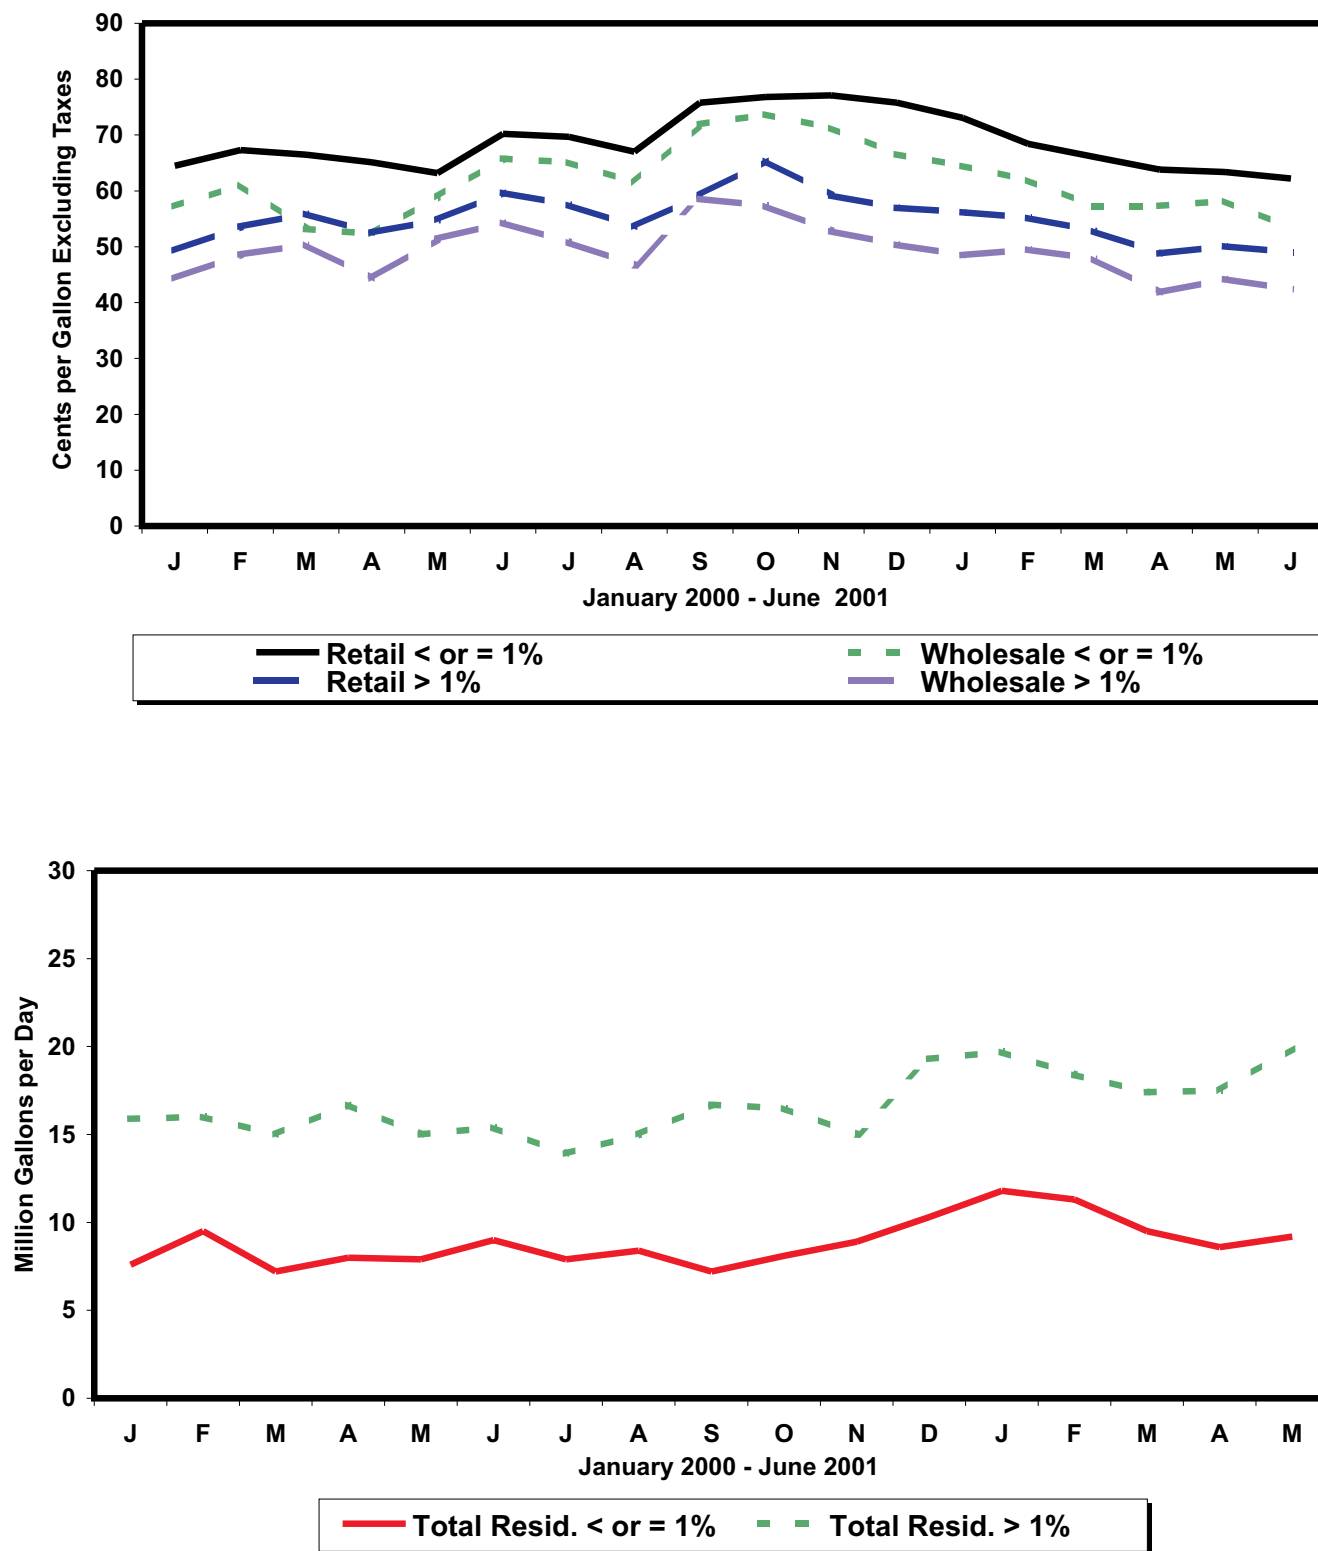 90
80
70
60
50
40
30
20
10
0
Cents per Gallon Excluding Taxes
J F M A M J J A S O N D J F M A M J
January 2000 - June 2001
Retail < or = 1% Wholesale < or = 1%
Retail > 1% Wholesale > 1%
30
25
20
15
10
5
0
Million Gallons per Day
J F M A M J J A S O N D J F M A M
January 2000 - June 2001
Total Resid. < or = 1% Total Resid. > 1%